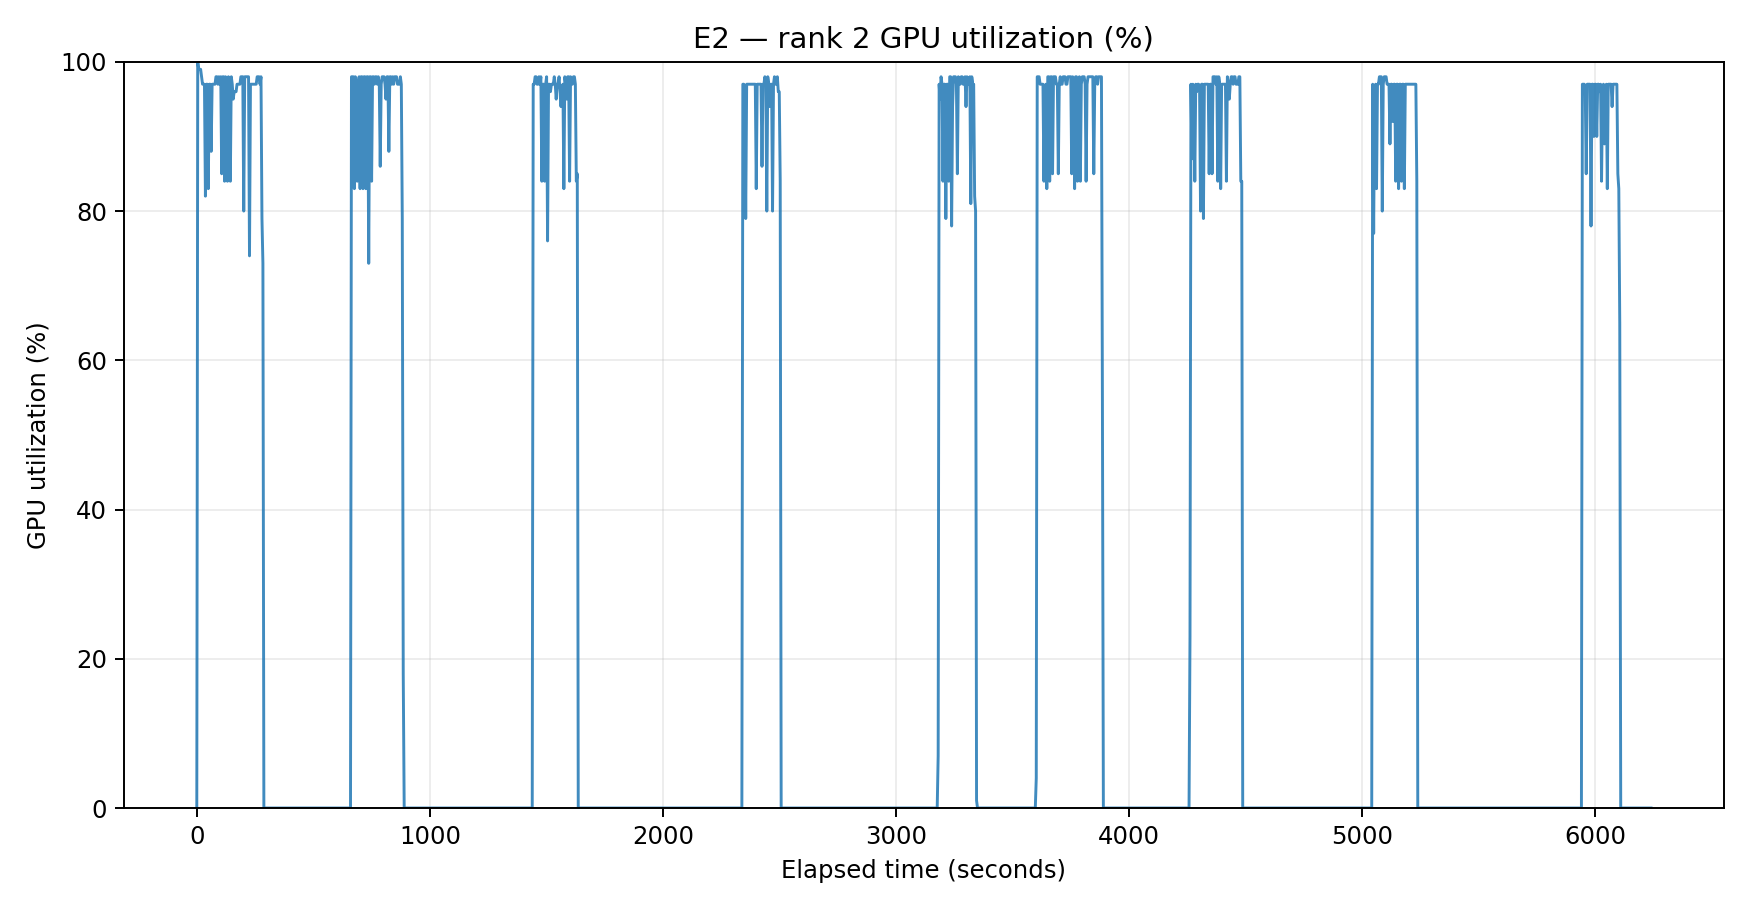 E2 — rank 2 GPU utilization (%)
100
80
60
40
20
0
GPU utilization (%)
0 1000 2000 3000 4000 5000 6000
Elapsed time (seconds)